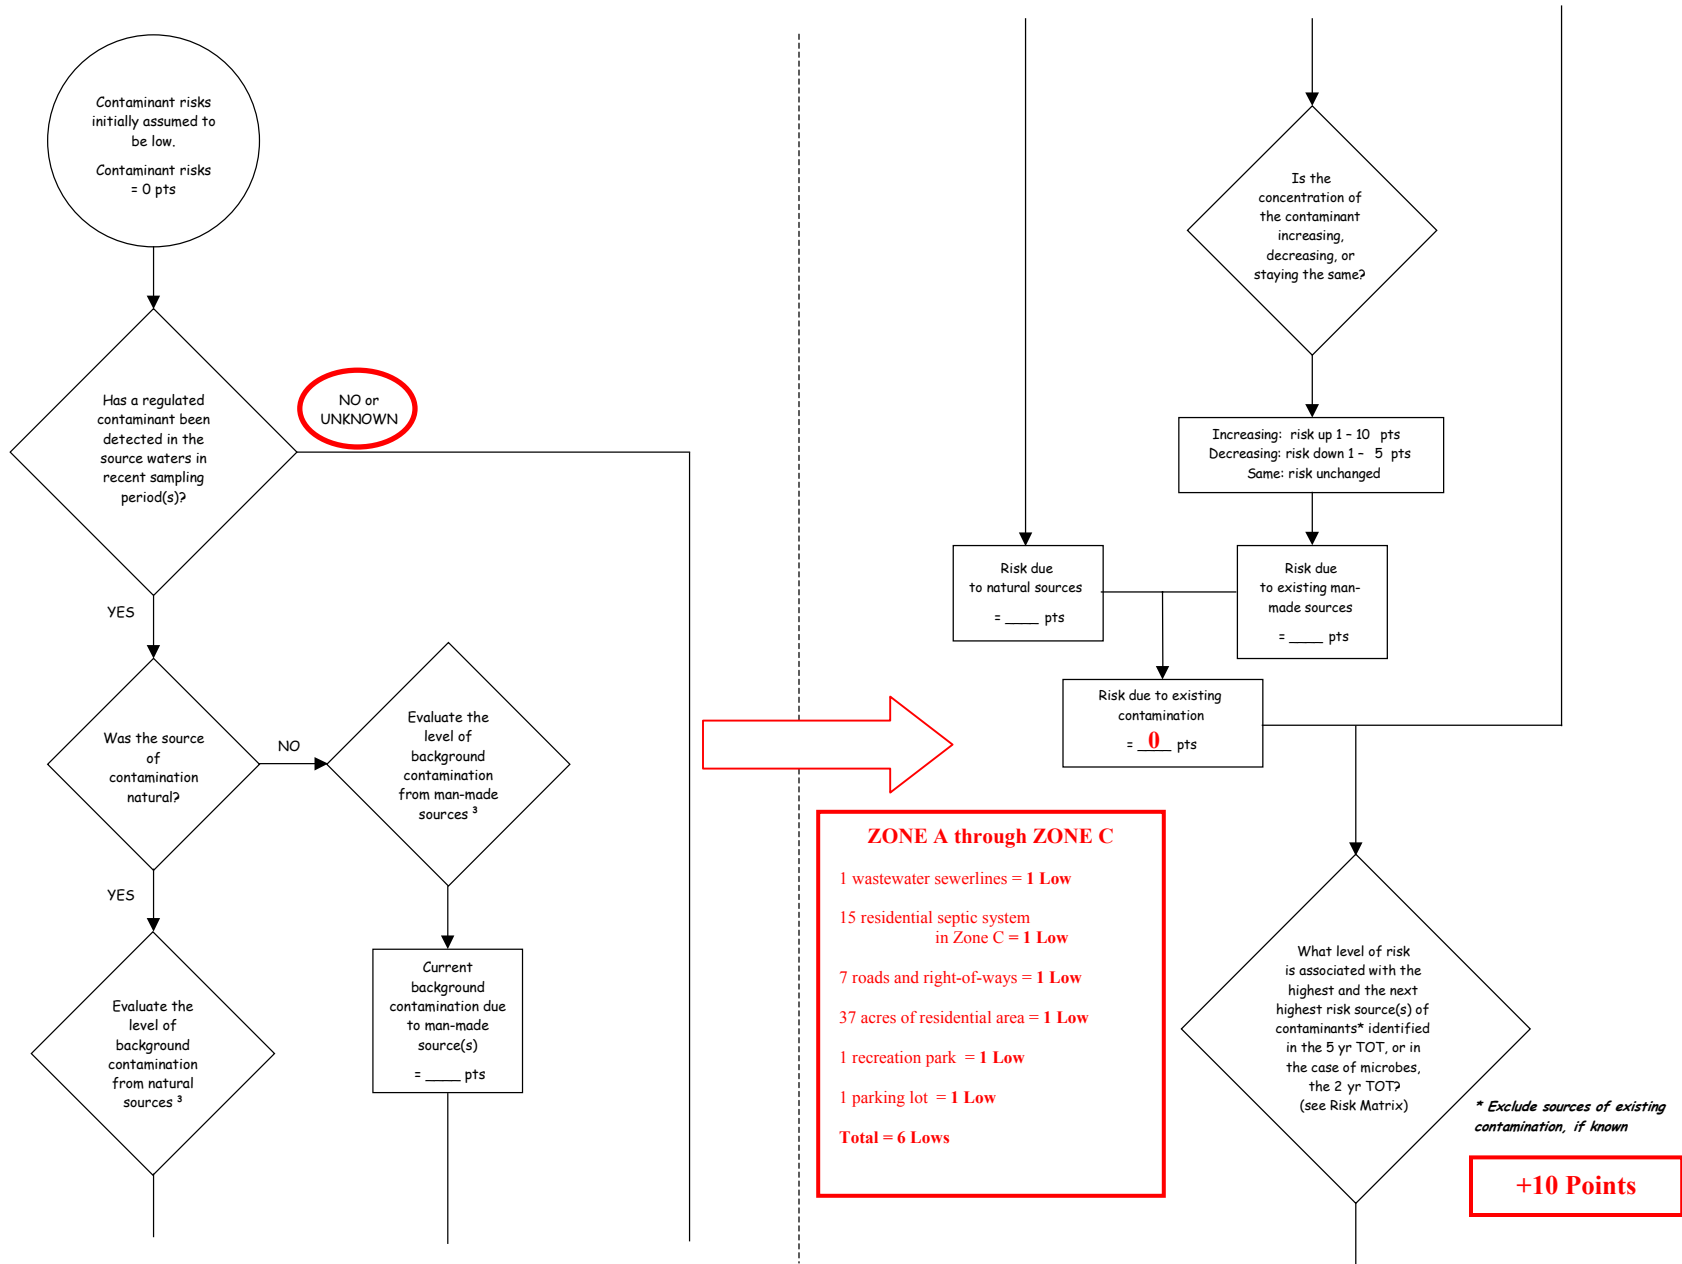 Contaminant risks
initially assumed to
be low.
Contaminant risks
= 0 pts
Has a regulated
contaminant been
detected in the
source waters in
recent sampling
period(s)?
NO or
UNKNOWN
YES
Was the source
of
contamination
natural?
NO
Evaluate the
level of
background
contamination
from man-made
sources ³
YES
Evaluate the
level of
background
contamination
from natural
sources ³
Current
background
contamination due
to man-made
source(s)
= ____ pts
Is the
concentration of
the contaminant
increasing,
decreasing, or
staying the same?
Increasing: risk up 1 – 10 pts
Decreasing: risk down 1 – 5 pts
Same: risk unchanged
Risk due
to natural sources
= ____ pts
Risk due
to existing man-
made sources
= ____ pts
Risk due to existing
contamination
= __0__ pts
ZONE A through ZONE C
1 wastewater sewerlines = 1 Low
15 residential septic system
in Zone C = 1 Low
7 roads and right-of-ways = 1 Low
37 acres of residential area = 1 Low
1 recreation park = 1 Low
1 parking lot = 1 Low
Total = 6 Lows
What level of risk
is associated with the
highest and the next
highest risk source(s) of
contaminants* identified
in the 5 yr TOT, or in
the case of microbes,
the 2 yr TOT?
(see Risk Matrix)
* Exclude sources of existing
contamination, if known
+10 Points